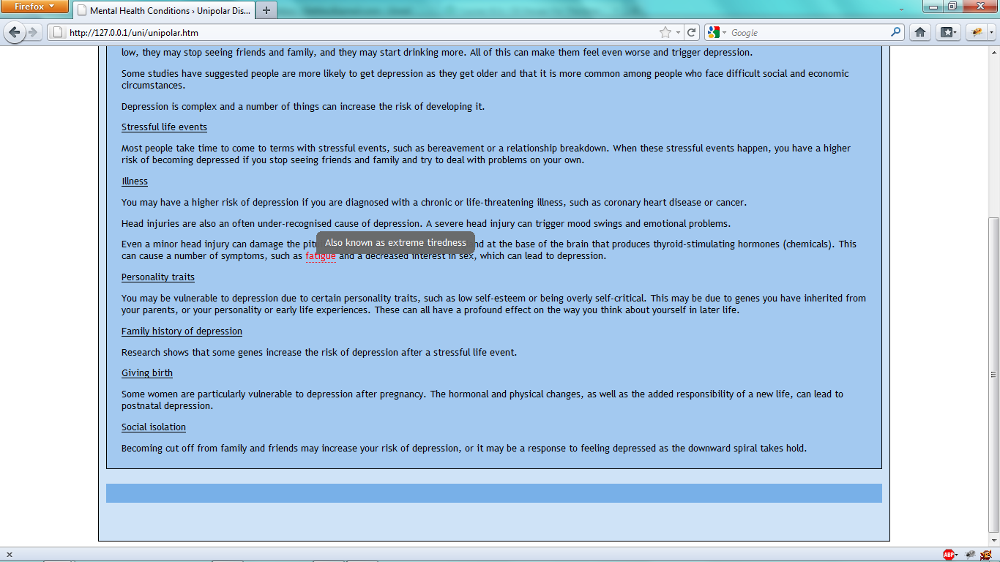 Firefox
Mental Health Conditions › Unipolar Dis...
http://127.0.0.1/uni/unipolar.htm
Google
low, they may stop seeing friends and family, and they may start drinking more. All of this can make them feel even worse and trigger depression.
Some studies have suggested people are more likely to get depression as they get older and that it is more common among people who face difficult social and economic
circumstances.
Depression is complex and a number of things can increase the risk of developing it.
Stressful life events
Most people take time to come to terms with stressful events, such as bereavement or a relationship breakdown. When these stressful events happen, you have a higher
risk of becoming depressed if you stop seeing friends and family and try to deal with problems on your own.
Illness
You may have a higher risk of depression if you are diagnosed with a chronic or life-threatening illness, such as coronary heart disease or cancer.
Head injuries are also an often under-recognised cause of depression. A severe head injury can trigger mood swings and emotional problems.
Also known as extreme tiredness
Even a minor head injury can damage the at the base of the brain that produces thyroid-stimulating hormones (chemicals). This
can cause a number of symptoms, such as fatigue and a decreased interest in sex, which can lead to depression.
Personality traits
You may be vulnerable to depression due to certain personality traits, such as low self-esteem or being overly self-critical. This may be due to genes you have inherited from
your parents, or your personality or early life experiences. These can all have a profound effect on the way you think about yourself in later life.
Family history of depression
Research shows that some genes increase the risk of depression after a stressful life event.
Giving birth
Some women are particularly vulnerable to depression after pregnancy. The hormonal and physical changes, as well as the added responsibility of a new life, can lead to
postnatal depression.
Social isolation
Becoming cut off from family and friends may increase your risk of depression, or it may be a response to feeling depressed as the downward spiral takes hold.
ABP